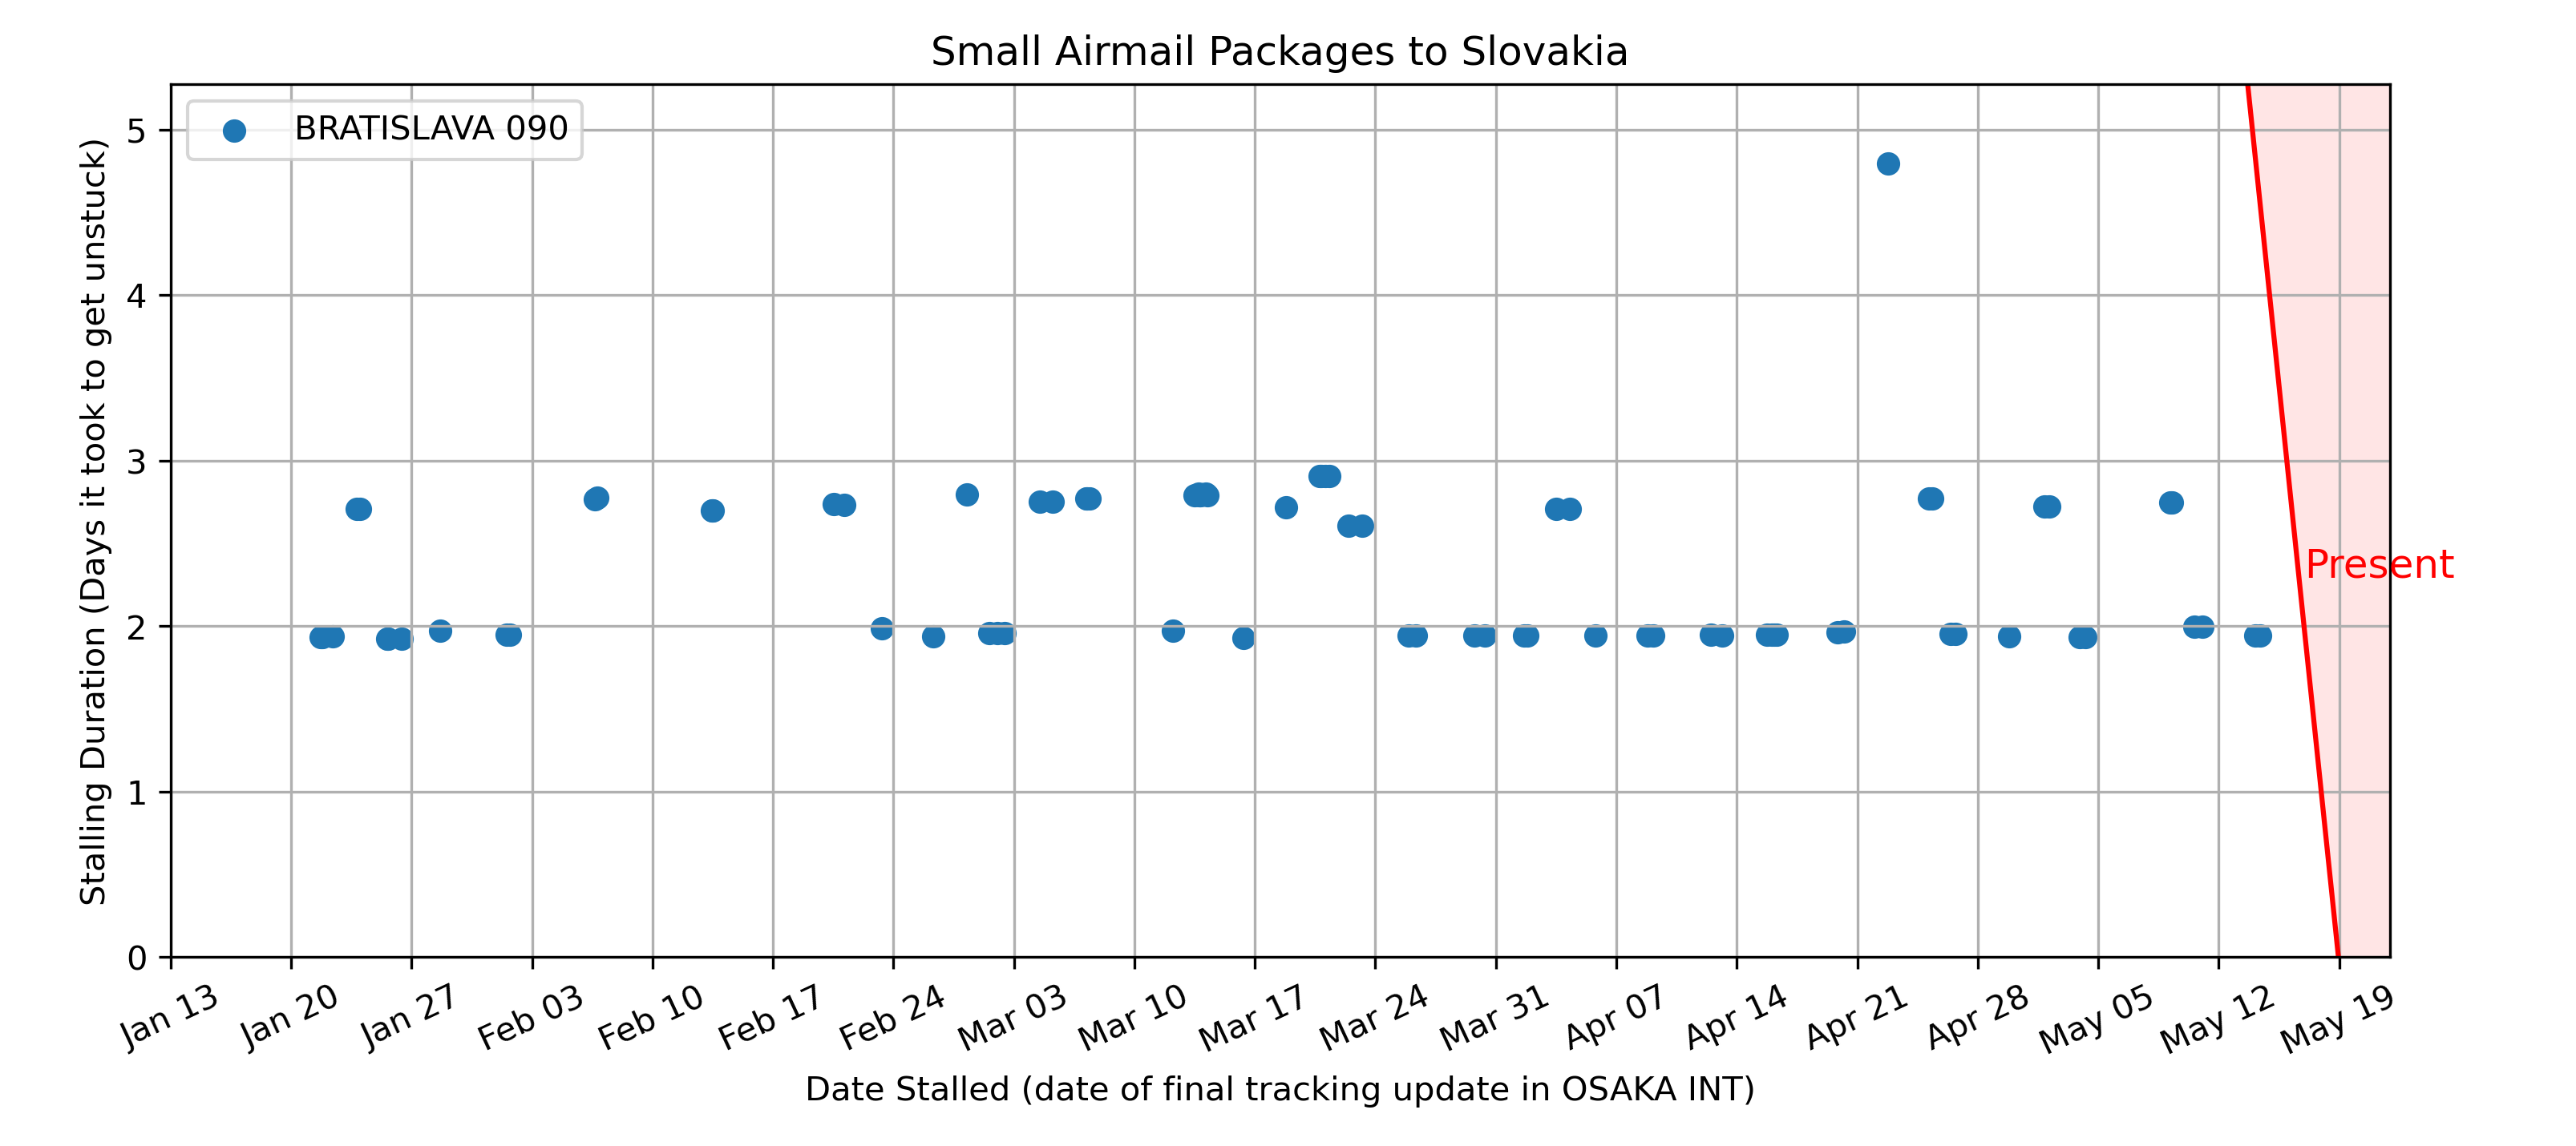 Small Airmail Packages to Slovakia
BRATISLAVA 090
Stalling Duration (Days it took to get unstuck)
5
4
3
2
1
0
Present
Jan 13
Jan 20
Jan 27
Feb 03
Feb 10
Feb 17
Feb 24
Mar 03
Mar 10
Mar 17
Mar 24
Mar 31
Apr 07
Apr 14
Apr 21
Apr 28
May 05
May 12
May 19
Date Stalled (date of final tracking update in OSAKA INT)